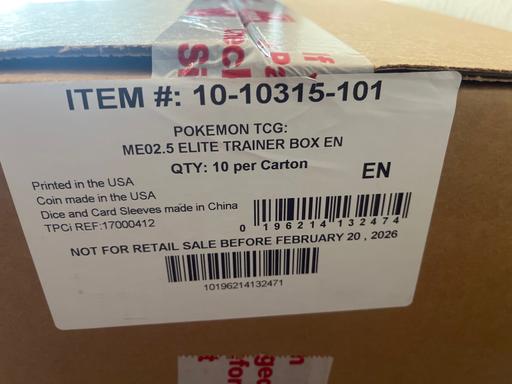 ITEM #: 10-10315-101
POKEMON TCG:
ME02.5 ELITE TRAINER BOX EN
QTY: 10 per Carton
EN
Printed in the USA
Coin made in the USA
Dice and Card Sleeves made in China
TPCi REF:17000412
0 196214 132474
NOT FOR RETAIL SALE BEFORE FEBRUARY 20 , 2026
10196214132471